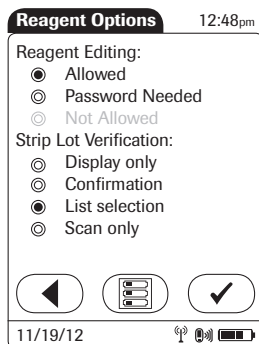 Reagent Options 12:48pm
Reagent Editing:
Allowed
Password Needed
Not Allowed
Strip Lot Verification:
Display only
Confirmation
List selection
Scan only
11/19/12